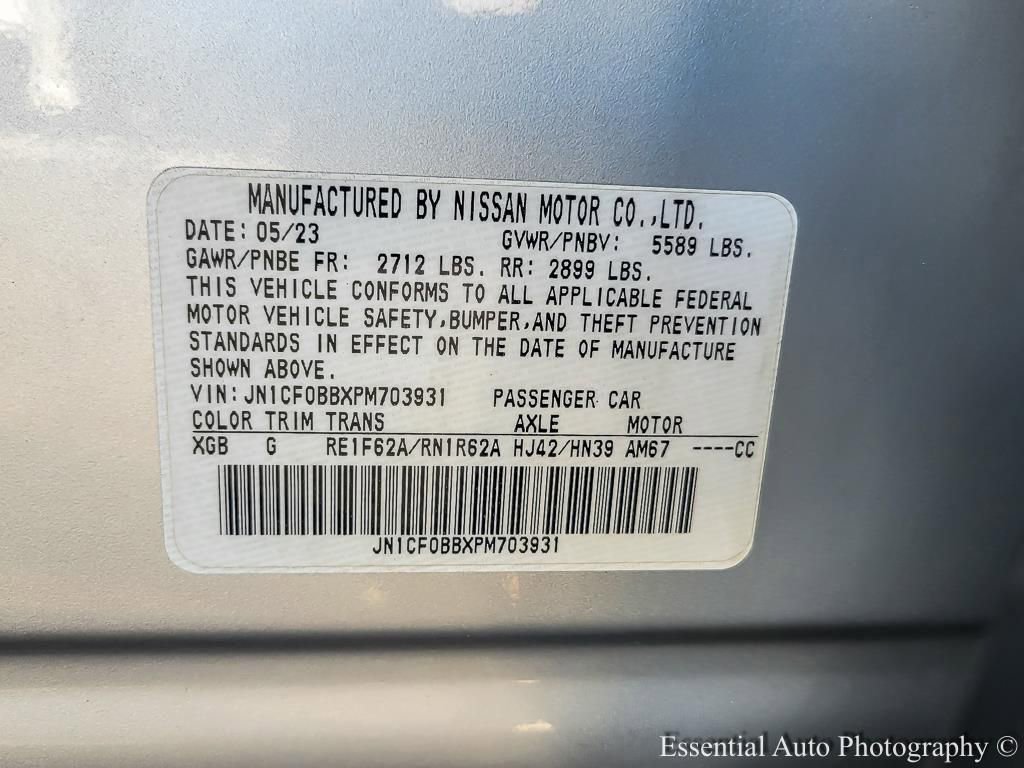 MANUFACTURED BY NISSAN MOTOR CO.,LTD.
DATE: 05/23 GVWR/PNBV: 5589 LBS.
GAWR/PNBE FR: 2712 LBS. RR: 2899 LBS.
THIS VEHICLE CONFORMS TO ALL APPLICABLE FEDERAL
MOTOR VEHICLE SAFETY,BUMPER,AND THEFT PREVENTION
STANDARDS IN EFFECT ON THE DATE OF MANUFACTURE
SHOWN ABOVE.
VIN:JN1CF0BBXPM703931 PASSENGER CAR
COLOR TRIM TRANS AXLE MOTOR
XGB G RE1F62A/RN1R62A HJ42/HN39 AM67 ----CC
JN1CF0BBXPM703931
Essential Auto Photography ©